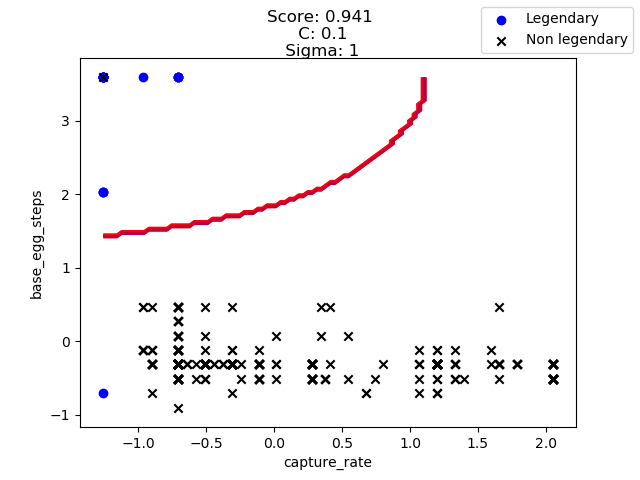 Score: 0.941
C: 0.1
Sigma: 1
Legendary
Non legendary
base_egg_steps
3
2
1
0
−1
−1.0 −0.5 0.0 0.5 1.0 1.5 2.0
capture_rate